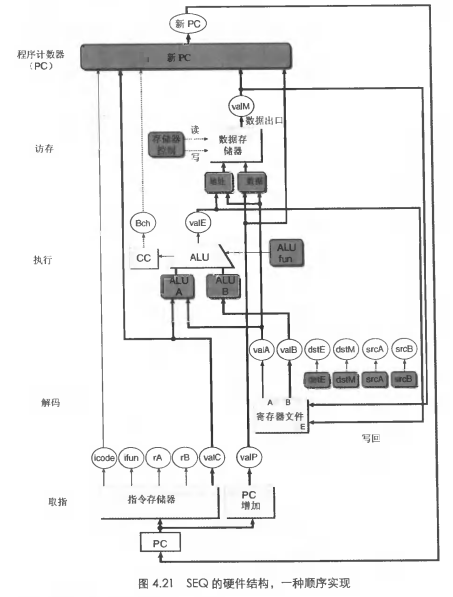 新 PC
程序计数器
(PC)
新 PC
valM
数据出口
访存
存储器
控制
读
写
数据存
储器
地址
数据
Bch
valE
执行
CC
ALU
ALU
fun
ALU
A
ALU
B
valA
valB
dstE
dstM
srcA
srcB
dstE
dstM
srcA
srcB
解码
A
B
寄存器文件
E
写回
icode
ifun
rA
rB
valC
valP
取指
指令存储器
PC
增加
PC
图 4.21 SEQ 的硬件结构,一种顺序实现